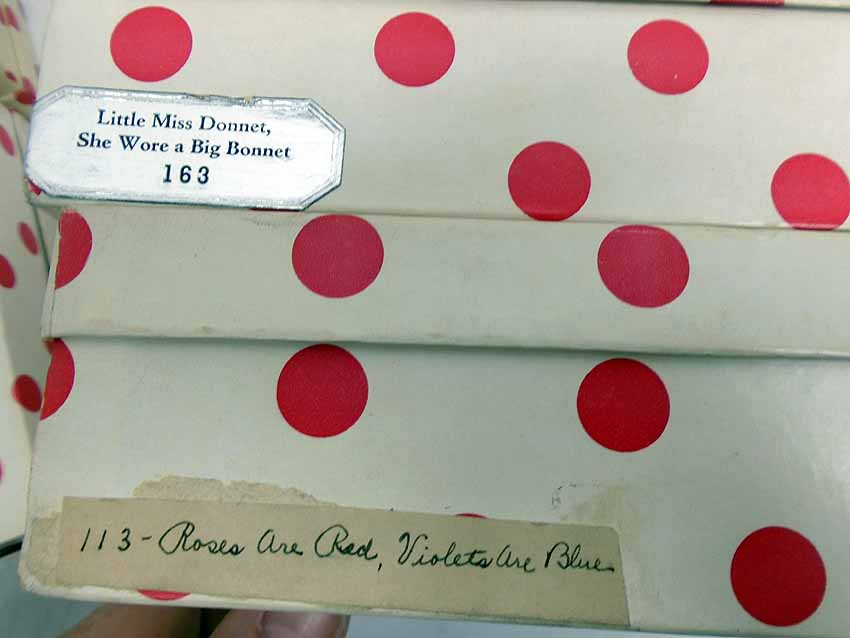 Little Miss Donnet,
She Wore a Big Bonnet
163
113- Roses Are Red, Violets Are Blue